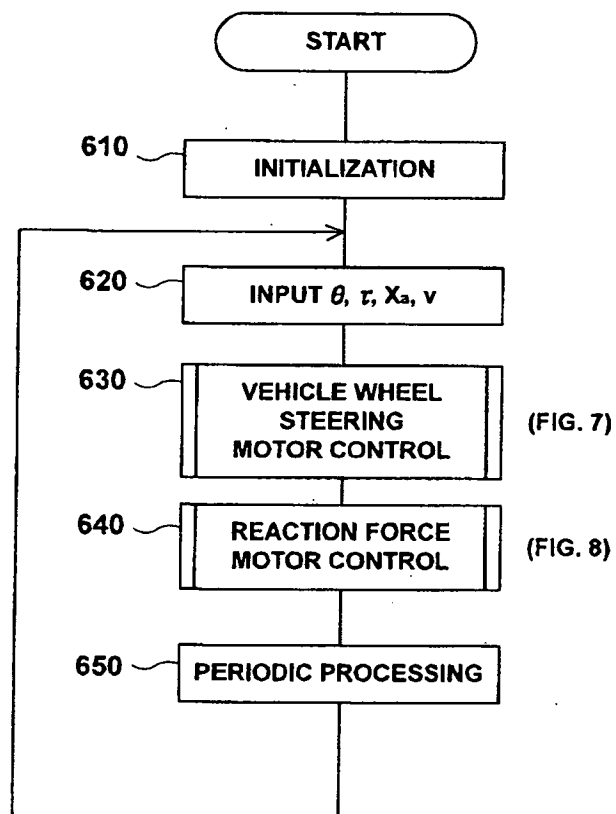 START
610
INITIALIZATION
620
INPUT θ, τ, Xa, v
630
VEHICLE WHEEL
STEERING
MOTOR CONTROL
(FIG. 7)
640
REACTION FORCE
MOTOR CONTROL
(FIG. 8)
650
PERIODIC PROCESSING